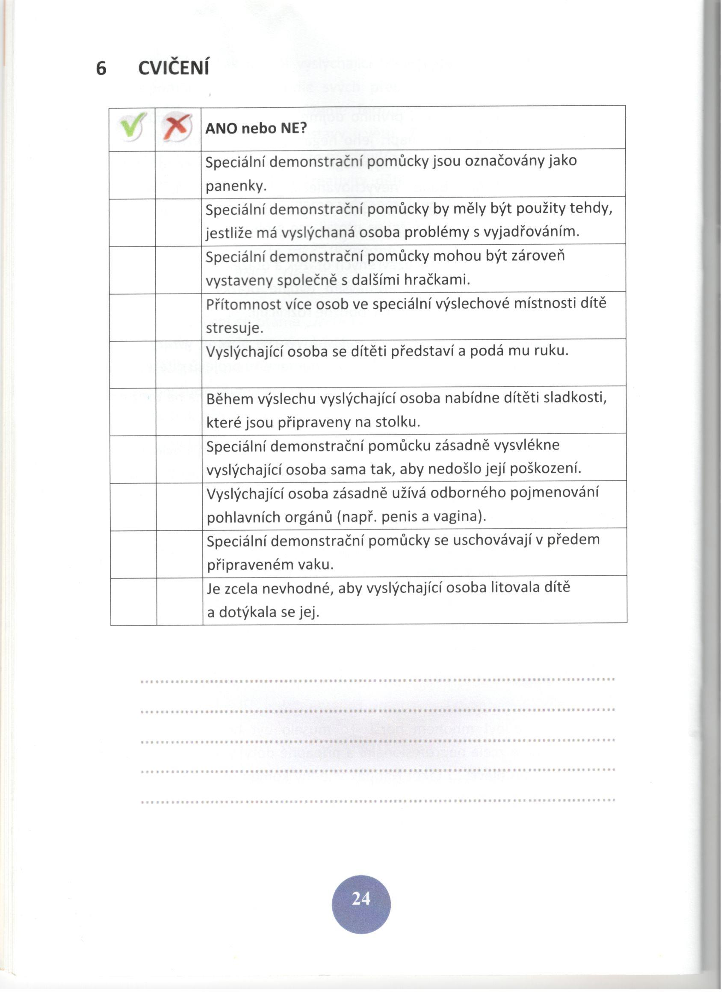 6 CVIČENÍ
ANO nebo NE?
Speciální demonstrační pomůcky jsou označovány jako
panenky.
Speciální demonstrační pomůcky by měly být použity tehdy,
jestliže má vyslýchaná osoba problémy s vyjadřováním.
Speciální demonstrační pomůcky mohou být zároveň
vystaveny společně s dalšími hračkami.
Přítomnost více osob ve speciální výslechové místnosti dítě
stresuje.
Vyslýchající osoba se dítěti představí a podá mu ruku.
Během výslechu vyslýchající osoba nabídne dítěti sladkosti,
které jsou připraveny na stolku.
Speciální demonstrační pomůcku zásadně vysvlékne
vyslýchající osoba sama tak, aby nedošlo její poškození.
Vyslýchající osoba zásadně užívá odborného pojmenování
pohlavních orgánů (např. penis a vagina).
Speciální demonstrační pomůcky se uschovávají v předem
připraveném vaku.
Je zcela nevhodné, aby vyslýchající osoba litovala dítě
a dotýkala se jej.
24